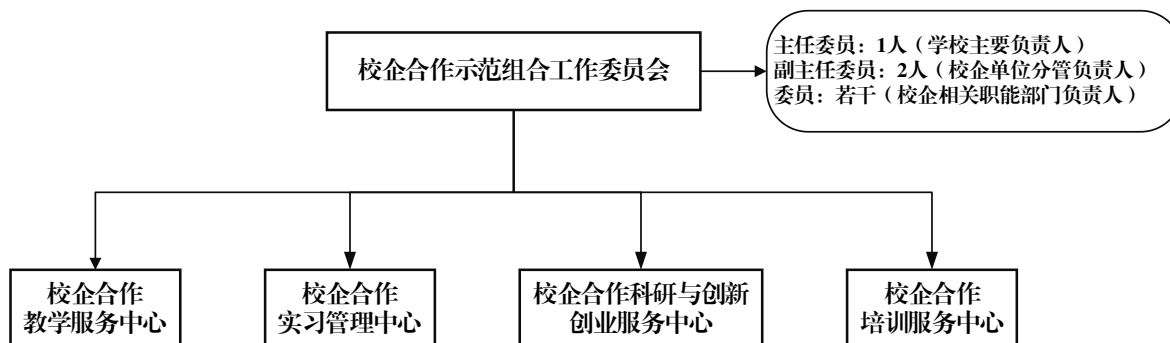 校企合作示范组合工作委员会
主任委员：1人（学校主要负责人）
副主任委员：2人（校企单位分管负责人）
委员：若干（校企相关职能部门负责人）
校企合作
教学服务中心
校企合作
实习管理中心
校企合作科研与创新
创业服务中心
校企合作
培训服务中心